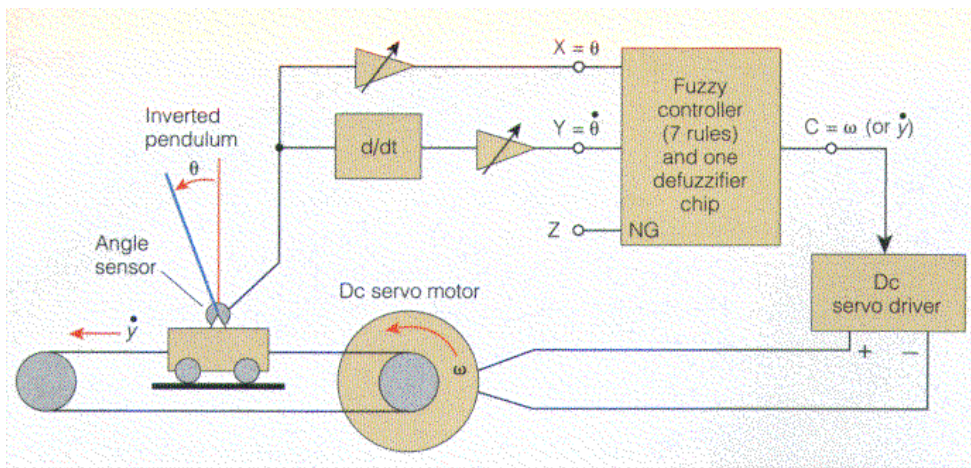 X = θ
Inverted
pendulum
θ
d/dt
Y = θ̇
Fuzzy
controller
(7 rules)
and one
defuzzifier
chip
C = ω (or ẏ)
Z
NG
Angle
sensor
Dc servo motor
Dc
servo driver
ẏ
ω
+ −